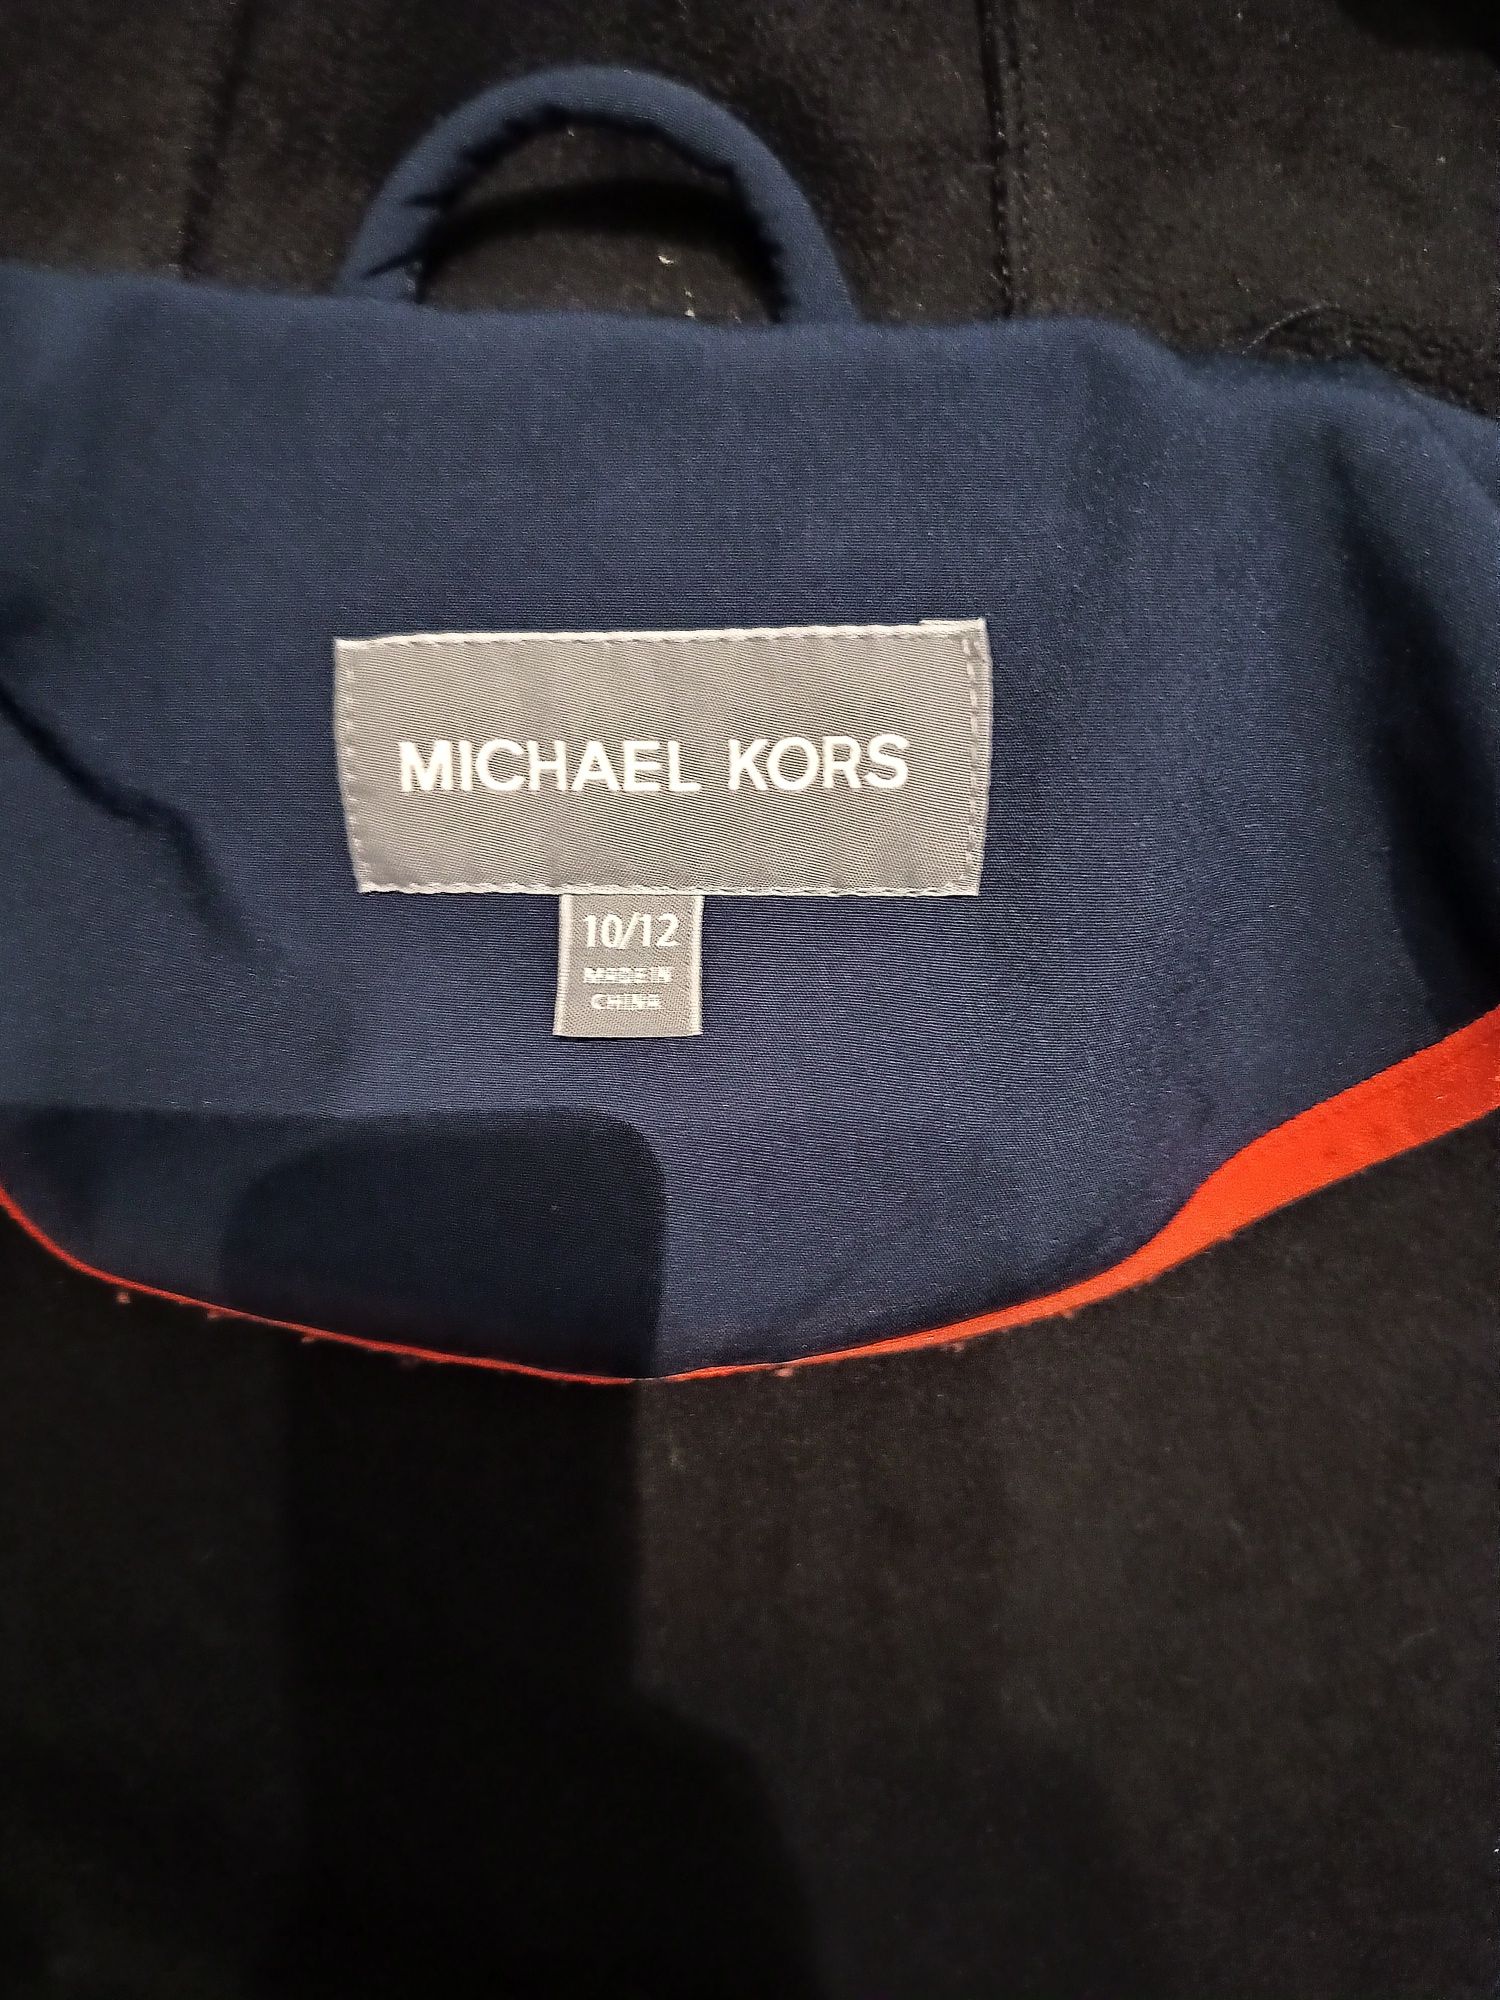 MICHAEL KORS
10/12
MADE IN
CHINA